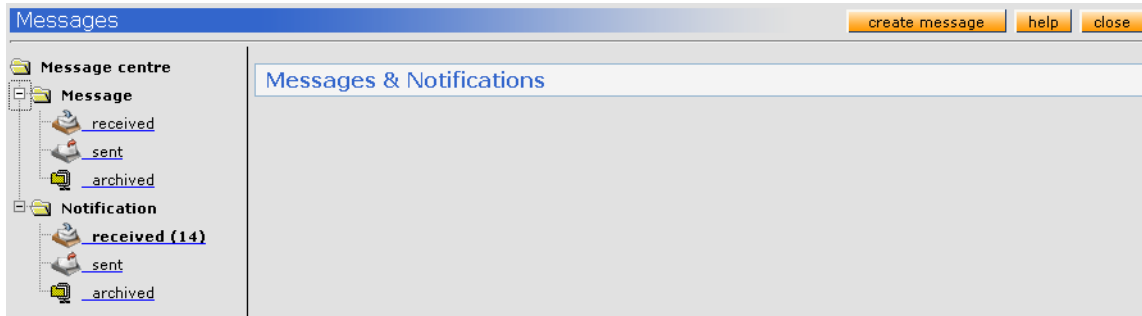 Messages
create message
help
close
Message centre
Message
received
sent
archived
Notification
received (14)
sent
archived
Messages & Notifications